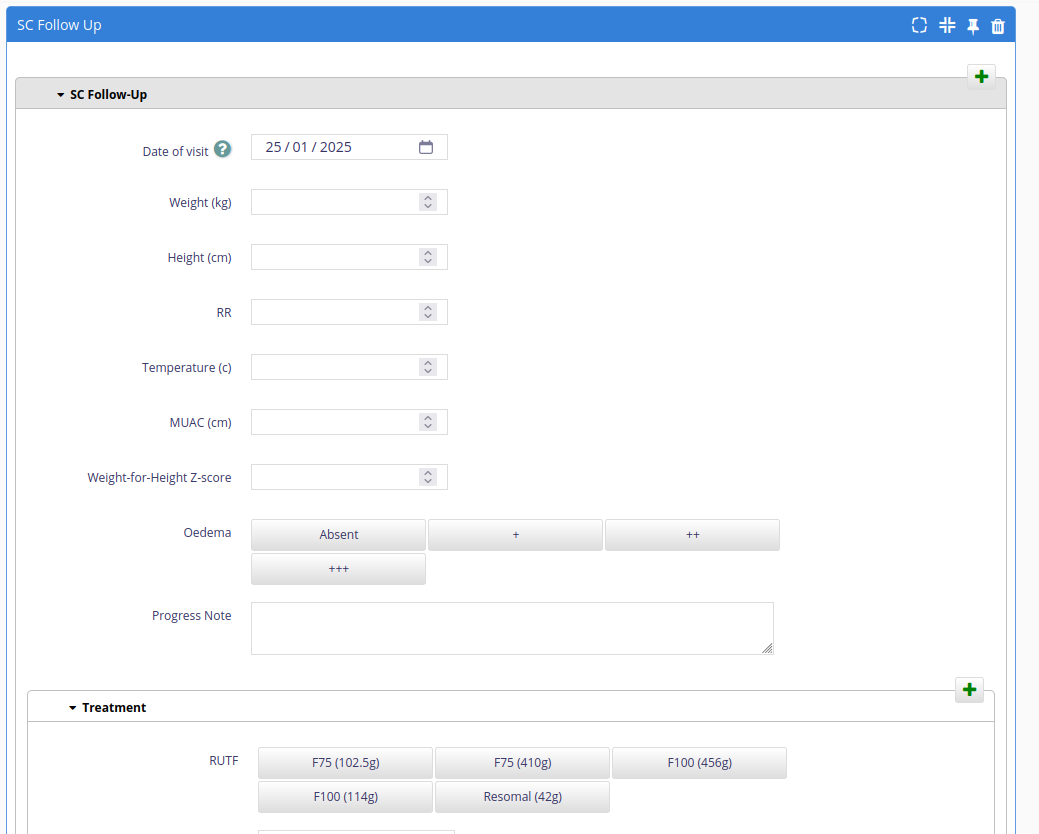 SC Follow Up
SC Follow-Up
Date of visit ? 25 / 01 / 2025
Weight (kg)
Height (cm)
RR
Temperature (c)
MUAC (cm)
Weight-for-Height Z-score
Oedema Absent + ++
+++
Progress Note
Treatment
RUTF F75 (102.5g) F75 (410g) F100 (456g)
F100 (114g) Resomal (42g)